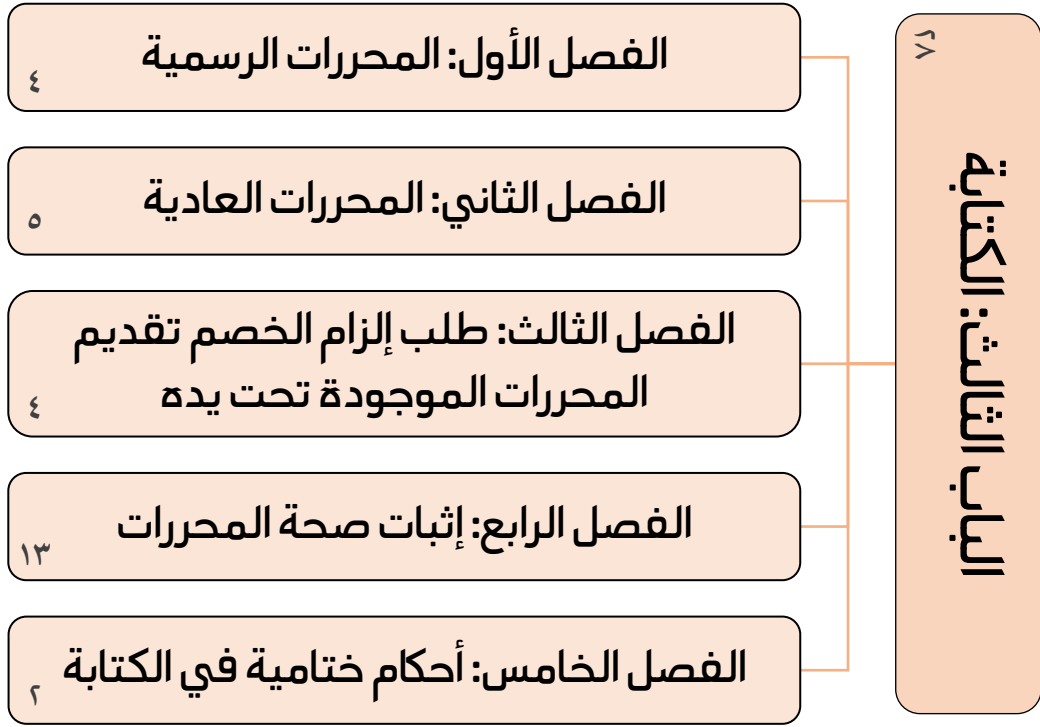 الباب الثالث: الكتابة
٢٨
الفصل الأول: المحررات الرسمية
٤
الفصل الثاني: المحررات العادية
٥
الفصل الثالث: طلب إلزام الخصم تقديم
المحررات الموجودة تحت يده
٤
الفصل الرابع: إثبات صحة المحررات
١٣
الفصل الخامس: أحكام ختامية في الكتابة
٢